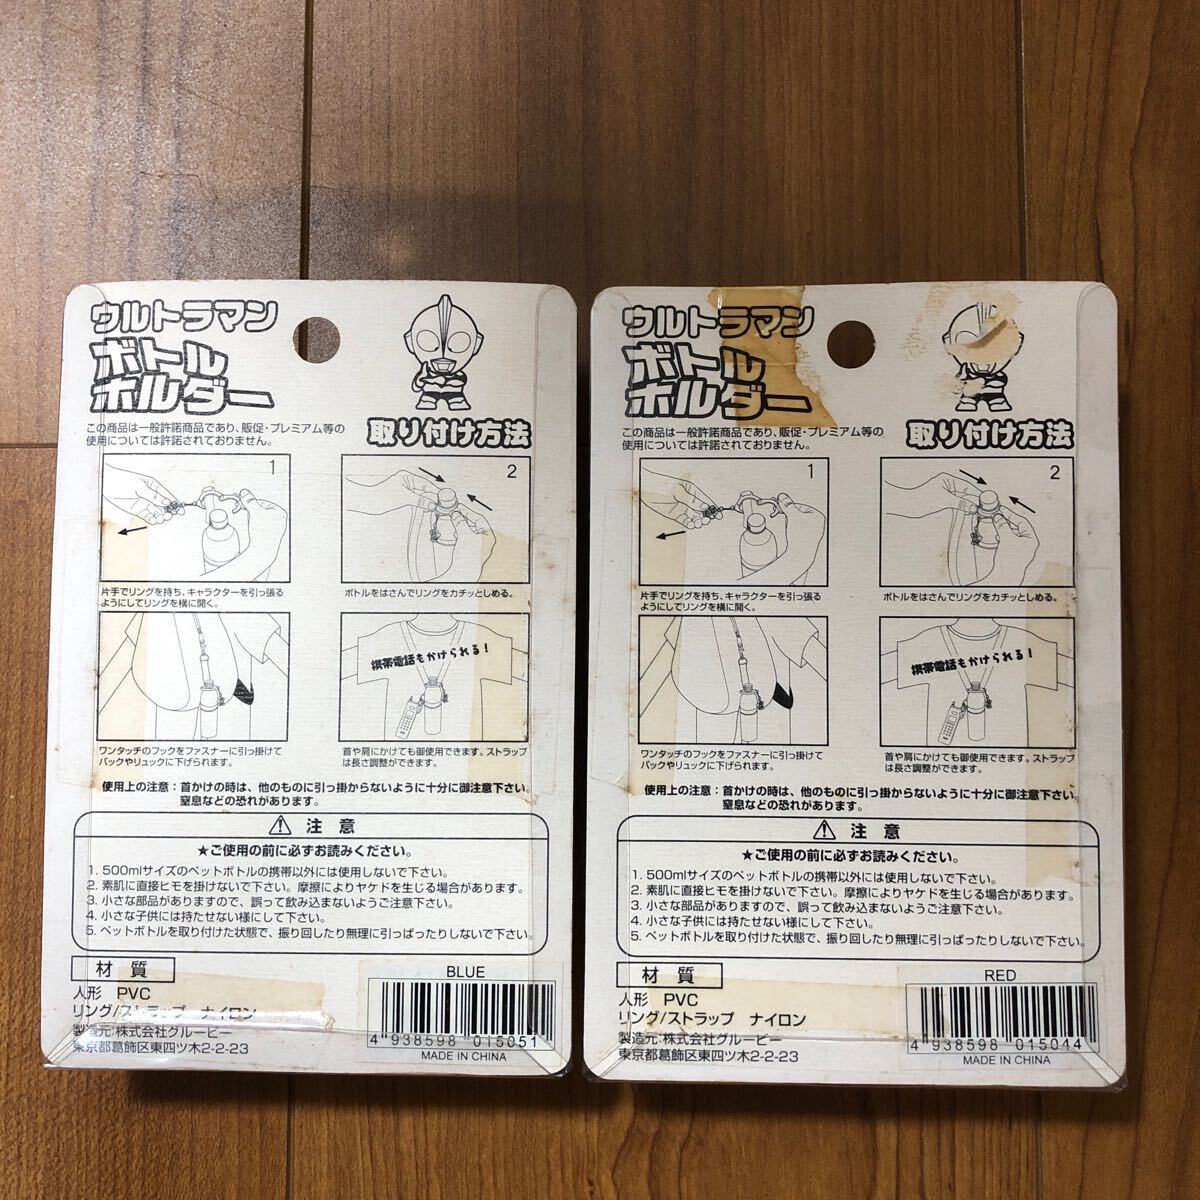 ウルトラマン
ボトル
ホルダー
取り付け方法
この商品は一般許諾商品であり、販促・プレミアム等の
使用については許諾されておりません。
1
2
片手でリングを持ち、キャラクターを引っ張る
ようにしてリングを横に開く。
ボトルをはさんでリングをカチッとしめる。
携帯電話もかけられる!
ワンタッチのフックをファスナーに引っ掛けて
バックやリュックに下げられます。
首や肩にかけても御使用できます。ストラップ
は長さ調整ができます。
使用上の注意:首かけの時は、他のものに引っ掛からないように十分に御注意下さい。
窒息などの恐れがあります。
⚠ 注 意
★ご使用の前に必ずお読みください。
1. 500mlサイズのペットボトルの携帯以外には使用しないで下さい。
2. 素肌に直接ヒモを掛けないで下さい。摩擦によりヤケドを生じる場合があります。
3. 小さな部品がありますので、誤って飲み込まないようご注意下さい。
4. 小さな子供には持たせない様にして下さい。
5. ペットボトルを取り付けた状態で、振り回したり無理に引っぱったりしないで下さい。
材 質
人形 PVC
リング/ストラップ ナイロン
製造元:株式会社グルービー
東京都葛飾区東四ツ木2-2-23
BLUE
4 938598 015051
MADE IN CHINA
ウルトラマン
ボトル
ホルダー
取り付け方法
この商品は一般許諾商品であり、販促・プレミアム等の
使用については許諾されておりません。
1
2
片手でリングを持ち、キャラクターを引っ張る
ようにしてリングを横に開く。
ボトルをはさんでリングをカチッとしめる。
携帯電話もかけられる!
ワンタッチのフックをファスナーに引っ掛けて
バックやリュックに下げられます。
首や肩にかけても御使用できます。ストラップ
は長さ調整ができます。
使用上の注意:首かけの時は、他のものに引っ掛からないように十分に御注意下さい。
窒息などの恐れがあります。
⚠ 注 意
★ご使用の前に必ずお読みください。
1. 500mlサイズのペットボトルの携帯以外には使用しないで下さい。
2. 素肌に直接ヒモを掛けないで下さい。摩擦によりヤケドを生じる場合があります。
3. 小さな部品がありますので、誤って飲み込まないようご注意下さい。
4. 小さな子供には持たせない様にして下さい。
5. ペットボトルを取り付けた状態で、振り回したり無理に引っぱったりしないで下さい。
材 質
人形 PVC
リング/ストラップ ナイロン
製造元:株式会社グルービー
東京都葛飾区東四ツ木2-2-23
RED
4 938598 015044
MADE IN CHINA